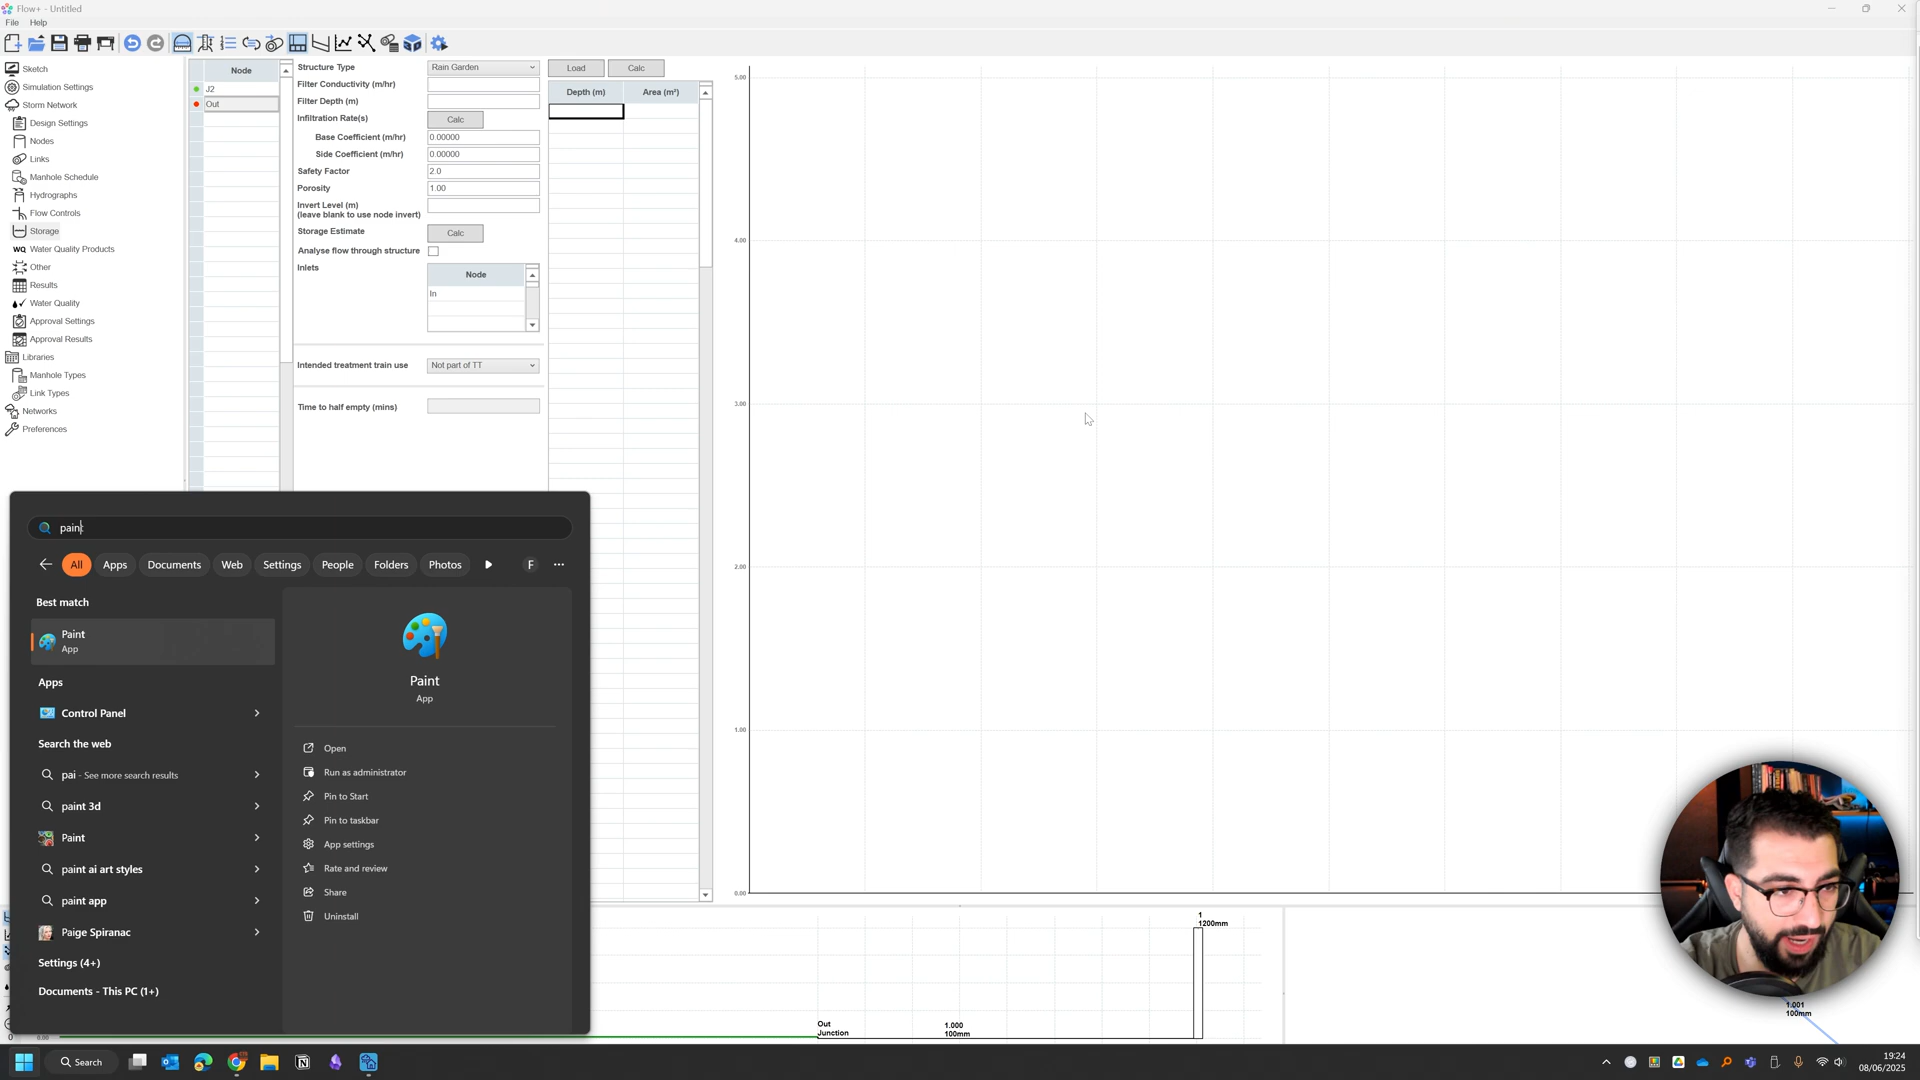 Flow+ - Untitled
File Help
Sketch
Simulation Settings
Storm Network
Design Settings
Nodes
Links
Manhole Schedule
Hydrographs
Flow Controls
Storage
WQ Water Quality Products
Other
Results
Water Quality
Approval Settings
Approval Results
Libraries
Manhole Types
Link Types
Networks
Preferences
Node
J2
Out
Structure Type Rain Garden
Filter Conductivity (m/hr)
Filter Depth (m)
Infiltration Rate(s) Calc
Base Coefficient (m/hr) 0.00000
Side Coefficient (m/hr) 0.00000
Safety Factor 2.0
Porosity 1.00
Invert Level (m)
(leave blank to use node invert)
Storage Estimate Calc
Analyse flow through structure
Inlets
Node
In
Intended treatment train use Not part of TT
Time to half empty (mins)
Load Calc
Depth (m) Area (m²)
5.00
4.00
3.00
2.00
1.00
0.00
paint
All Apps Documents Web Settings People Folders Photos F
Best match
Paint
App
Apps
Control Panel
Search the web
pai - See more search results
paint 3d
Paint
paint ai art styles
paint app
Paige Spiranac
Settings (4+)
Documents - This PC (1+)
Paint
App
Open
Run as administrator
Pin to Start
Pin to taskbar
App settings
Rate and review
Share
Uninstall
0.00
Out
Junction
1.000
100mm
1
1200mm
1.001
100mm
Search
19:24
08/06/2025